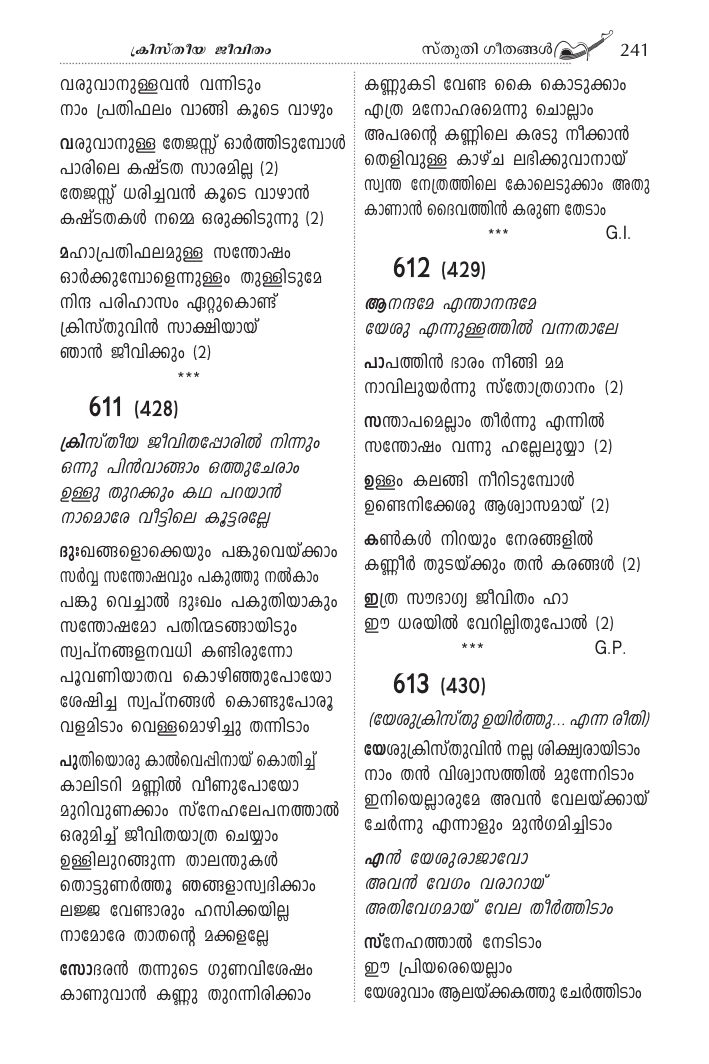 ക്രിസ്തീയ ജീവിതം
സ്തുതി ഗീതങ്ങൾ 241
വരുവാനുള്ളവൻ വന്നിടും
നാം പ്രതിഫലം വാങ്ങി കൂടെ വാഴും
വരുവാനുള്ള തേജസ്സ് ഓർത്തിടുമ്പോൾ
പാരിലെ കഷ്ടത സാരമില്ല (2)
തേജസ്സ് ധരിച്ചവൻ കൂടെ വാഴാൻ
കഷ്ടതകൾ നമ്മെ ഒരുക്കിടുന്നു (2)
മഹാപ്രതിഫലമുള്ള സന്തോഷം
ഓർക്കുമ്പോളെന്നുള്ളം തുള്ളിടുമേ
നിന്ദ പരിഹാസം ഏറ്റുകൊണ്ട്
ക്രിസ്തുവിൻ സാക്ഷിയായ്
ഞാൻ ജീവിക്കും (2)
***
611 (428)
ക്രിസ്തീയ ജീവിതപ്പോരിൽ നിന്നും
ഒന്നു പിൻവാങ്ങാം ഒത്തുചേരാം
ഉള്ളു തുറക്കും കഥ പറയാൻ
നാമൊരേ വീട്ടിലെ കൂട്ടരല്ലേ
ദുഃഖങ്ങളൊക്കെയും പങ്കുവെയ്ക്കാം
സർവ്വ സന്തോഷവും പകുത്തു നൽകാം
പങ്കു വെച്ചാൽ ദുഃഖം പകുതിയാകും
സന്തോഷമോ പതിന്മടങ്ങായിടും
സ്വപ്നങ്ങളനവധി കണ്ടിരുന്നോ
പൂവണിയാതവ കൊഴിഞ്ഞുപോയോ
ശേഷിച്ച സ്വപ്നങ്ങൾ കൊണ്ടുപോരൂ
വളമിടാം വെള്ളമൊഴിച്ചു തന്നിടാം
പുതിയൊരു കാൽവെപ്പിനായ് കൊതിച്ച്
കാലിടറി മണ്ണിൽ വീണുപോയോ
മുറിവുണക്കാം സ്നേഹലേപനത്താൽ
ഒരുമിച്ച് ജീവിതയാത്ര ചെയ്യാം
ഉള്ളിലുറങ്ങുന്ന താലന്തുകൾ
തൊട്ടുണർത്തൂ ഞങ്ങളാസ്വദിക്കാം
ലജ്ജ വേണ്ടാരും ഹസിക്കയില്ല
നാമോരേ താതന്റെ മക്കളല്ലേ
സോദരൻ തന്നുടെ ഗുണവിശേഷം
കാണുവാൻ കണ്ണു തുറന്നിരിക്കാം
കണ്ണുകടി വേണ്ട കൈ കൊടുക്കാം
എത്ര മനോഹരമെന്നു ചൊല്ലാം
അപരന്റെ കണ്ണിലെ കരടു നീക്കാൻ
തെളിവുള്ള കാഴ്ച ലഭിക്കുവാനായ്
സ്വന്ത നേത്രത്തിലെ കോലെടുക്കാം അതു
കാണാൻ ദൈവത്തിൻ കരുണ തേടാം
*** G.I.
612 (429)
ആനന്ദമേ എന്താനന്ദമേ
യേശു എന്നുള്ളത്തിൽ വന്നതാലേ
പാപത്തിൻ ഭാരം നീങ്ങി മമ
നാവിലുയർന്നു സ്തോത്രഗാനം (2)
സന്താപമെല്ലാം തീർന്നു എന്നിൽ
സന്തോഷം വന്നു ഹല്ലേലുയ്യാ (2)
ഉള്ളം കലങ്ങി നീറിടുമ്പോൾ
ഉണ്ടെനിക്കേശു ആശ്വാസമായ് (2)
കൺകൾ നിറയും നേരങ്ങളിൽ
കണ്ണീർ തുടയ്ക്കും തൻ കരങ്ങൾ (2)
ഇത്ര സൗഭാഗ്യ ജീവിതം ഹാ
ഈ ധരയിൽ വേറില്ലിതുപോൽ (2)
*** G.P.
613 (430)
(യേശുക്രിസ്തു ഉയിർത്തു... എന്ന രീതി)
യേശുക്രിസ്തുവിൻ നല്ല ശിക്ഷ്യരായിടാം
നാം തൻ വിശ്വാസത്തിൽ മുന്നേറിടാം
ഇനിയെല്ലാരുമേ അവൻ വേലയ്ക്കായ്
ചേർന്നു എന്നാളും മുൻഗമിച്ചിടാം
എൻ യേശുരാജാവോ
അവൻ വേഗം വരാറായ്
അതിവേഗമായ് വേല തീർത്തിടാം
സ്നേഹത്താൽ നേടിടാം
ഈ പ്രിയരെയെല്ലാം
യേശുവാം ആലയ്ക്കകത്തു ചേർത്തിടാം